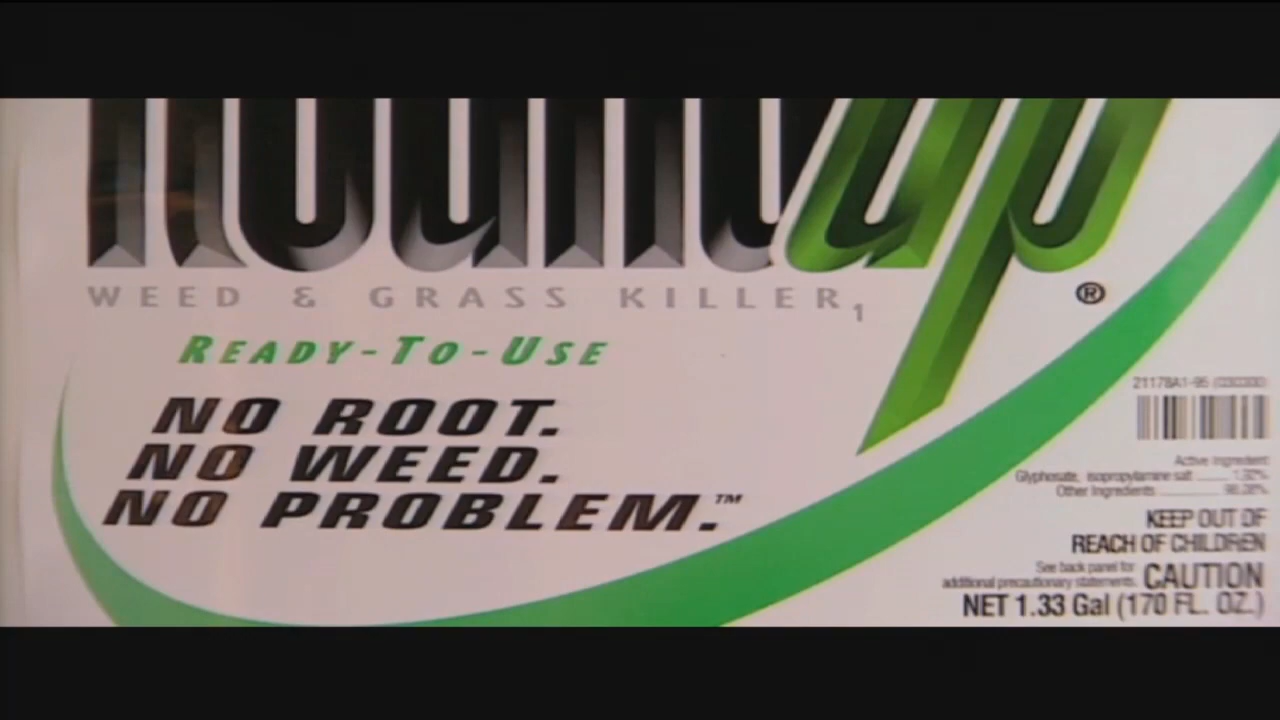 Roundup
WEED & GRASS KILLER1
®
READY-TO-USE
NO ROOT.
NO WEED.
NO PROBLEM.™
Active Ingredient
Glyphosate, isopropylamine salt
Other Ingredients
KEEP OUT OF
REACH OF CHILDREN
See back panel for
additional precautionary statements.
CAUTION
NET 1.33 Gal (170 FL. OZ.)